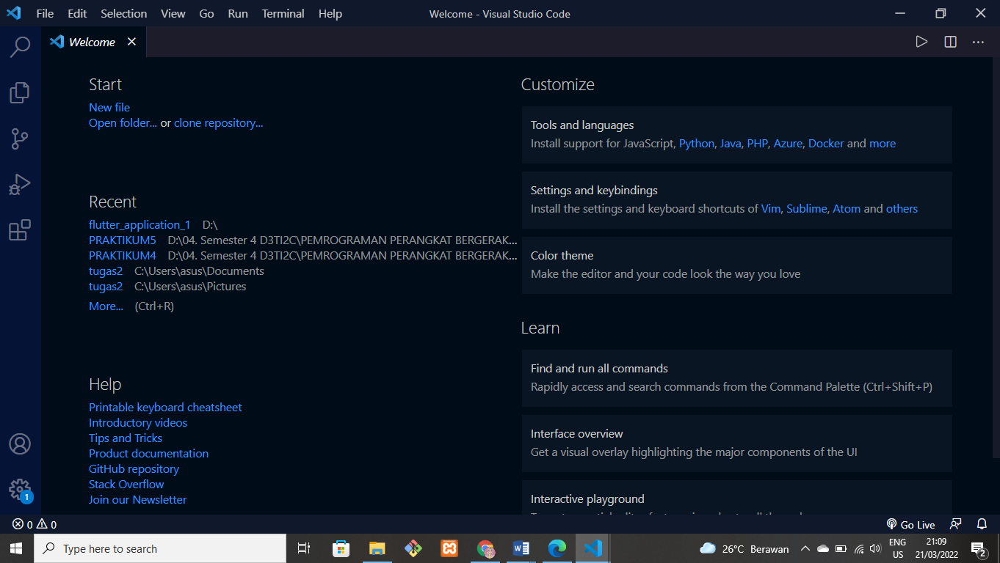 File Edit Selection View Go Run Terminal Help
Welcome - Visual Studio Code
Welcome
Start
New file
Open folder... or clone repository...
Recent
flutter_application_1 D:\
PRAKTIKUM5 D:\04. Semester 4 D3TI2C\PEMROGRAMAN PERANGKAT BERGERAK...
PRAKTIKUM4 D:\04. Semester 4 D3TI2C\PEMROGRAMAN PERANGKAT BERGERAK...
tugas2 C:\Users\asus\Documents
tugas2 C:\Users\asus\Pictures
More... (Ctrl+R)
Help
Printable keyboard cheatsheet
Introductory videos
Tips and Tricks
Product documentation
GitHub repository
Stack Overflow
Join our Newsletter
Customize
Tools and languages
Install support for JavaScript, Python, Java, PHP, Azure, Docker and more
Settings and keybindings
Install the settings and keyboard shortcuts of Vim, Sublime, Atom and others
Color theme
Make the editor and your code look the way you love
Learn
Find and run all commands
Rapidly access and search commands from the Command Palette (Ctrl+Shift+P)
Interface overview
Get a visual overlay highlighting the major components of the UI
Interactive playground
1
0 0
Go Live
Type here to search
26°C Berawan
ENG
US
21:09
21/03/2022
2